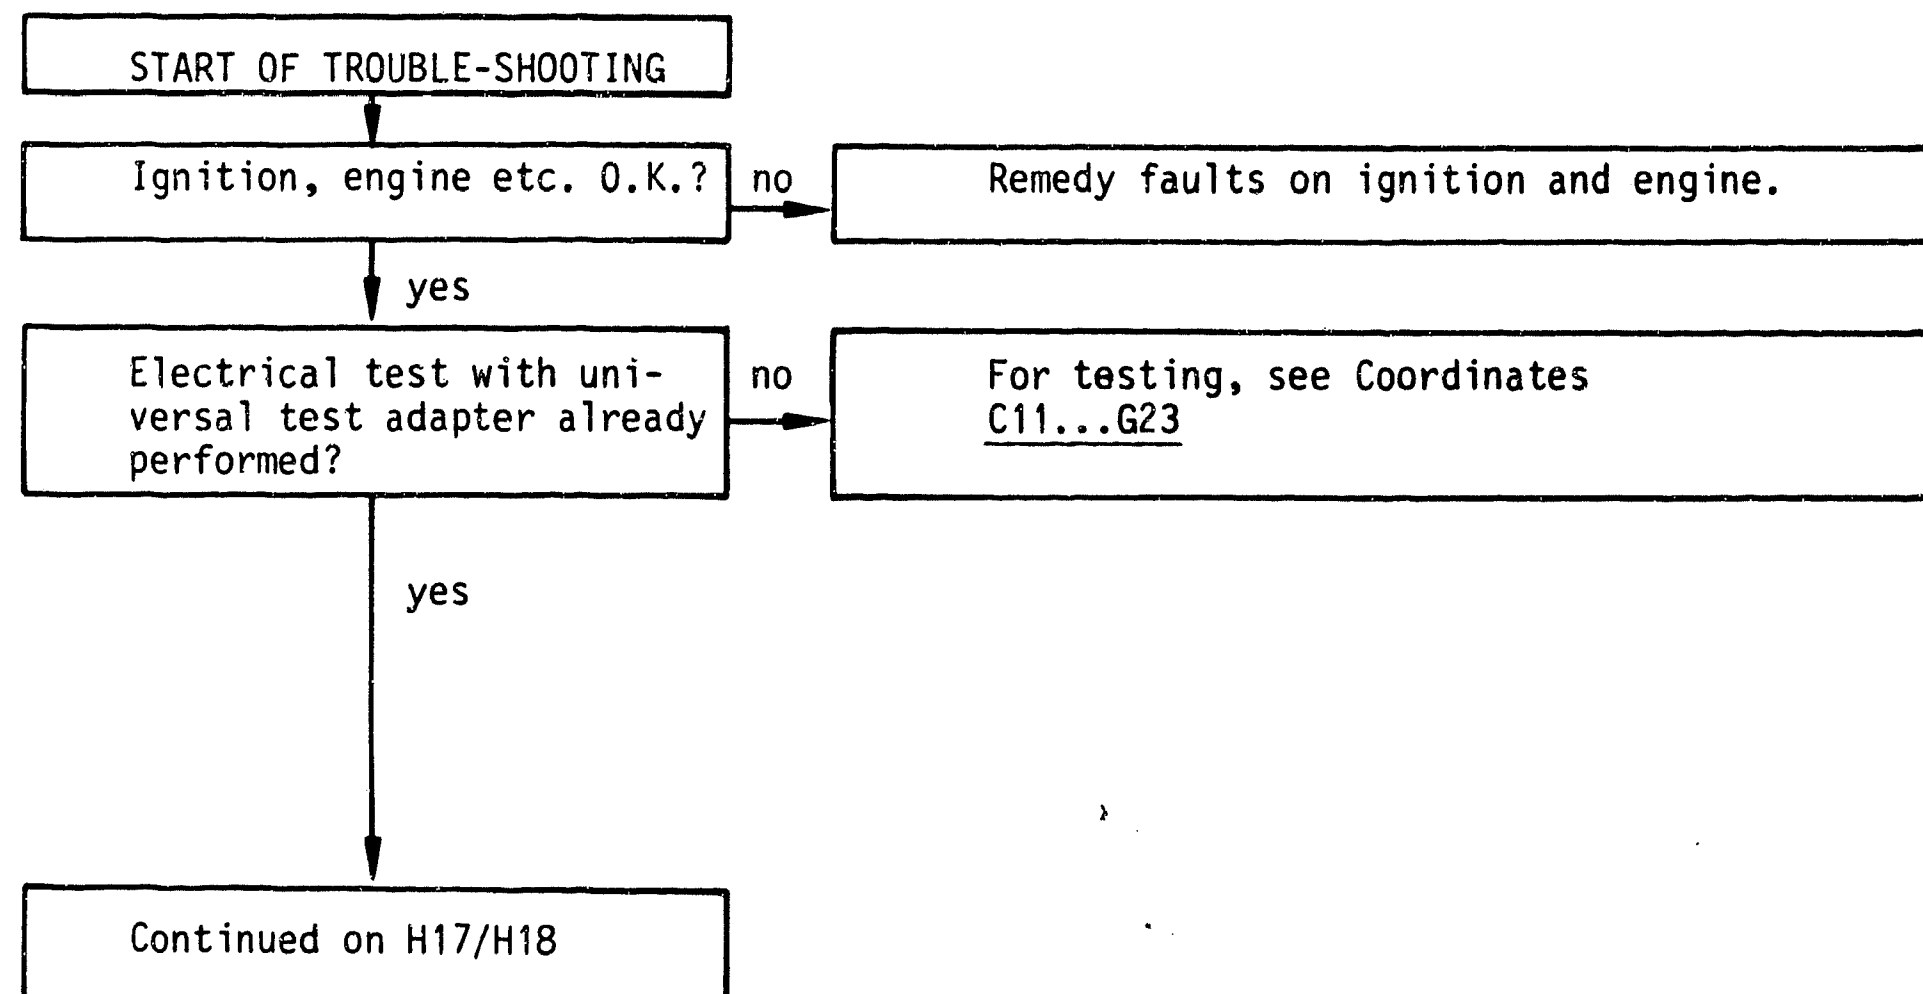 START OF TROUBLE-SHOOTING
Ignition, engine etc. O.K.?
no
Remedy faults on ignition and engine.
yes
Electrical test with uni-
versal test adapter already
performed?
no
For testing, see Coordinates
C11...G23
yes
Continued on H17/H18